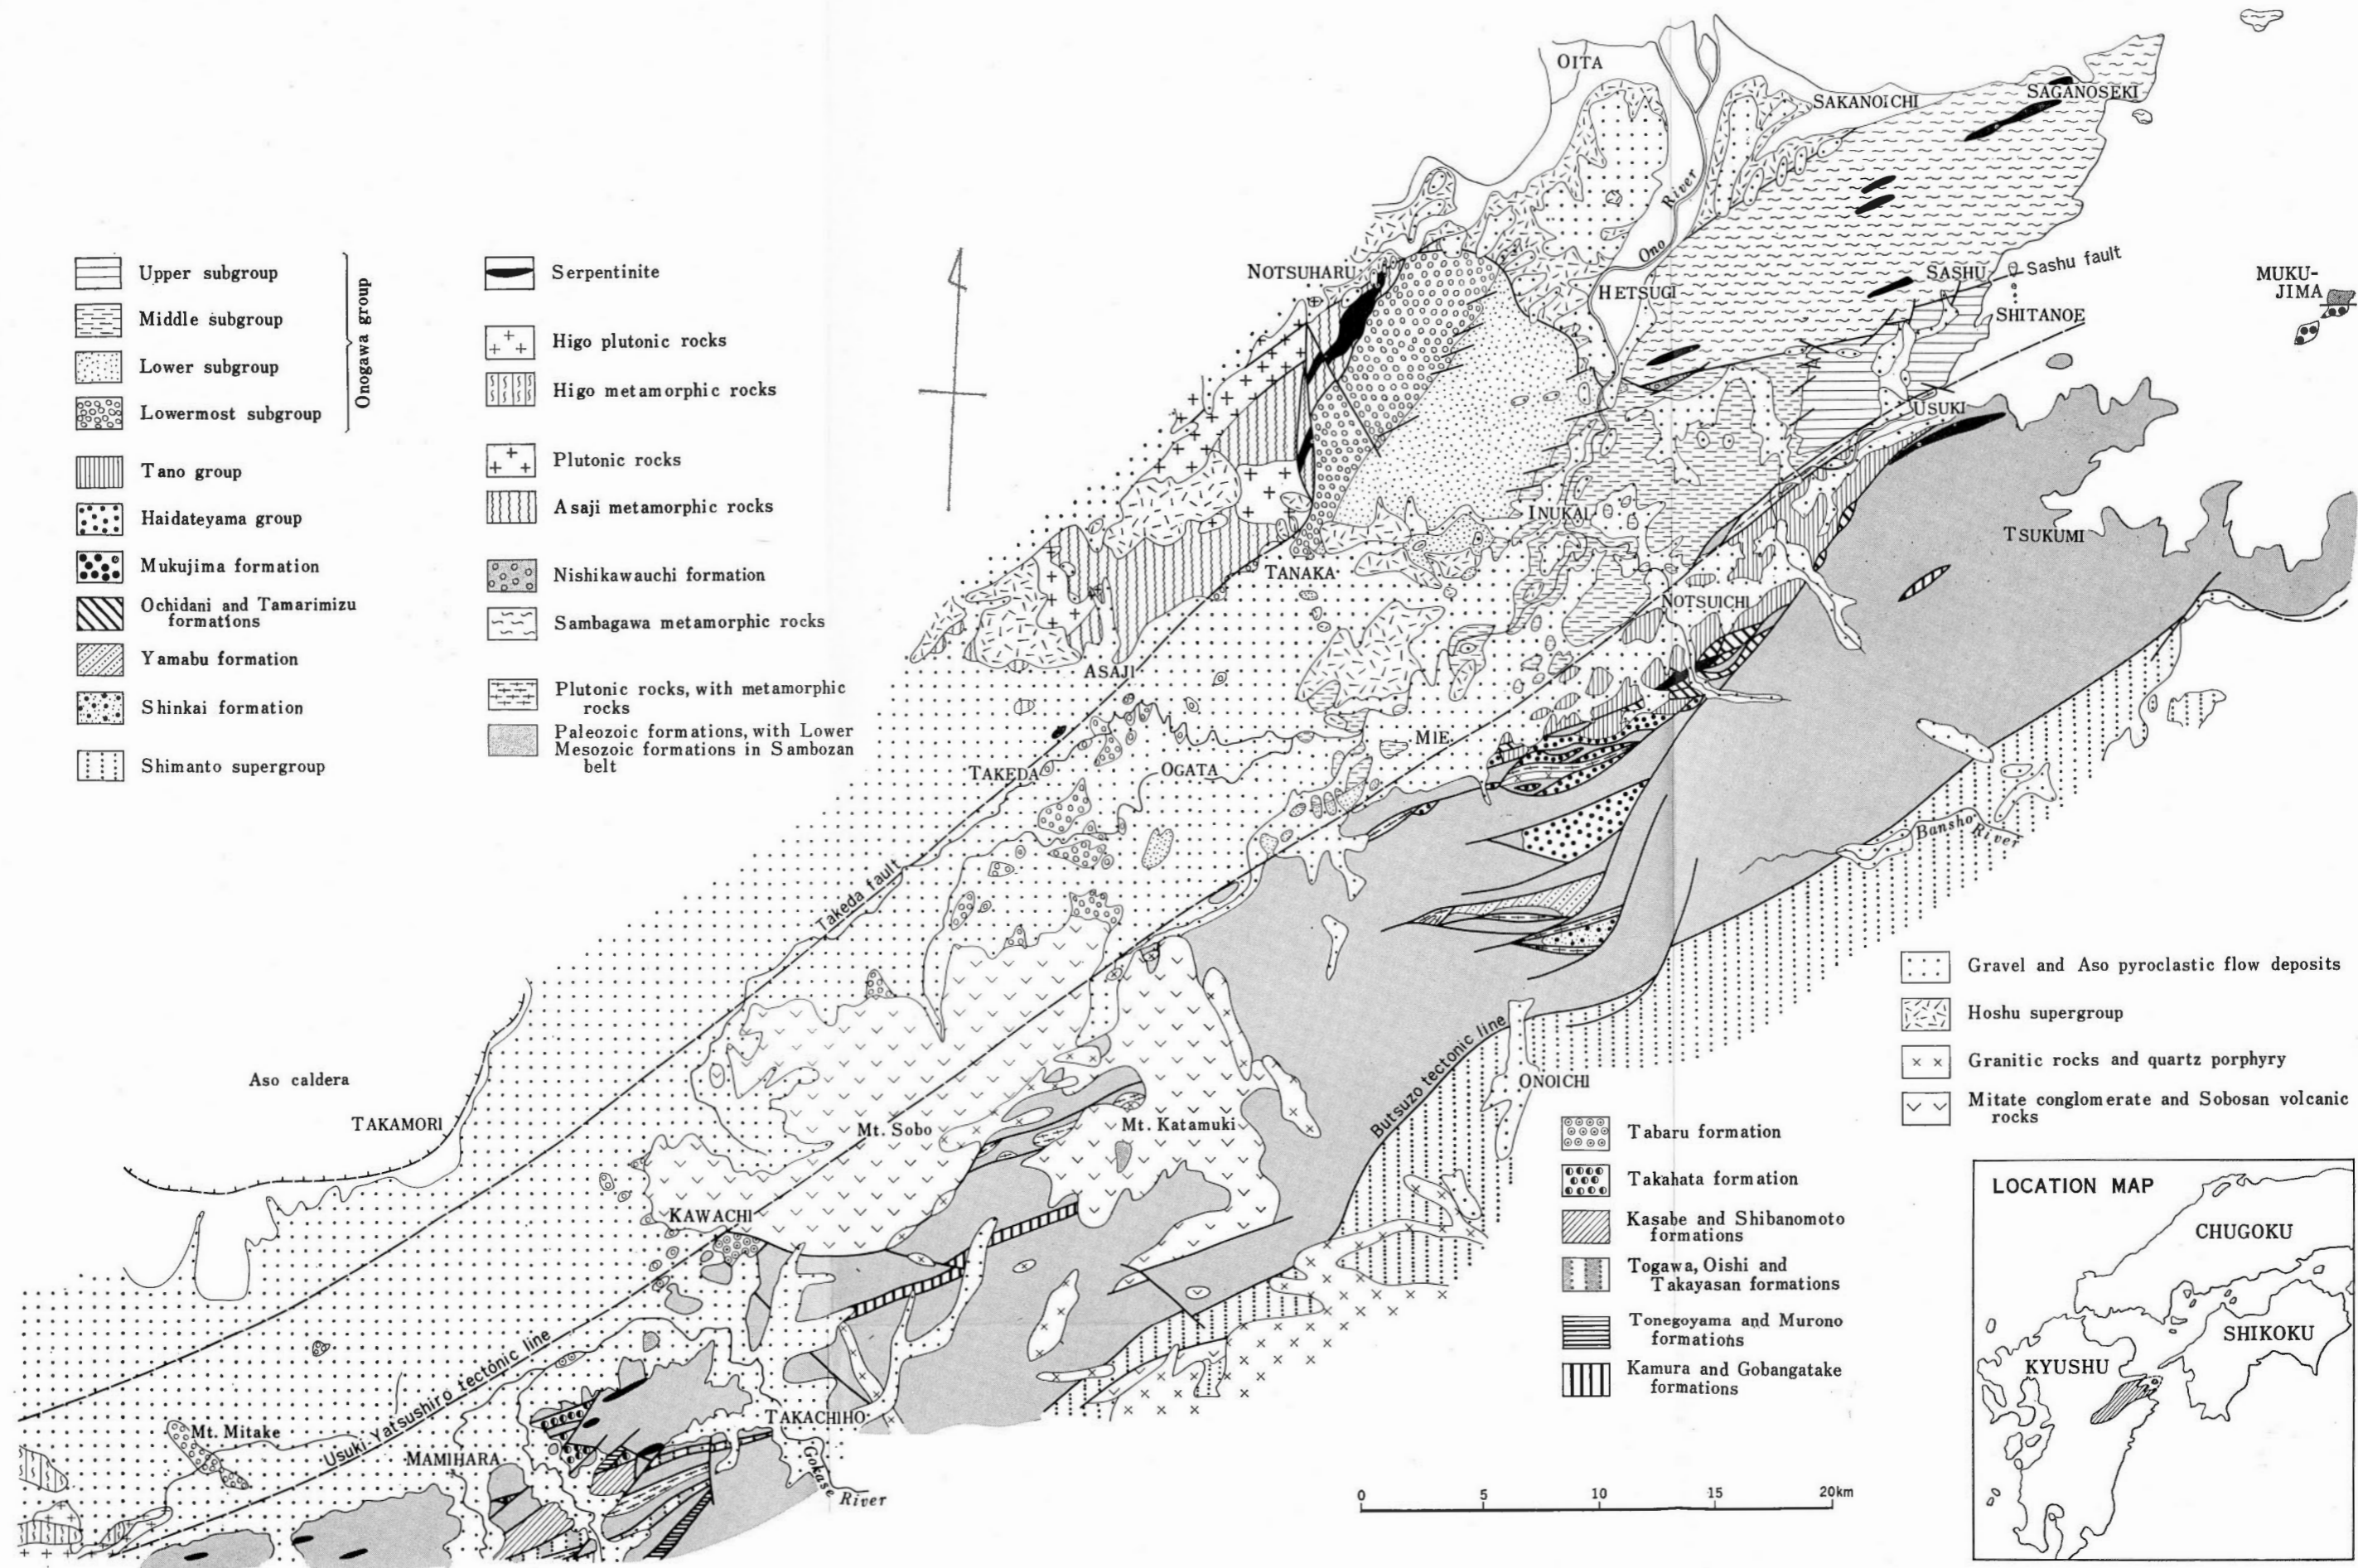 Upper subgroup
Middle subgroup
Lower subgroup
Lowermost subgroup
Onogawa group
Tano group
Haidateyama group
Mukujima formation
Ochidani and Tamarimizu
formations
Yamabu formation
Shinkai formation
Shimanto supergroup
Serpentinite
Higo plutonic rocks
Higo metamorphic rocks
Plutonic rocks
Asaji metamorphic rocks
Nishikawauchi formation
Sambagawa metamorphic rocks
Plutonic rocks, with metamorphic
rocks
Paleozoic formations, with Lower
Mesozoic formations in Sambozan
belt
OITA
SAKANOICHI
SAGANOSEKI
River
Ono
NOTSUHARU
HETSUGI
SASHU
Sashu fault
SHITANOE
MUKU-
JIMA
USUKI
INUKAI
TSUKUMI
TANAKA
NOTSUICHI
ASAJI
MIE
TAKEDA
OGATA
Bansho River
Takeda fault
Aso caldera
TAKAMORI
Mt. Sobo
Mt. Katamuki
Butsuzo tectonic line
ONOICHI
KAWACHI
Usuki-Yatsushiro tectonic line
Mt. Mitake
MAMIHARA
TAKACHIHO
Gokase River
Gravel and Aso pyroclastic flow deposits
Hoshu supergroup
Granitic rocks and quartz porphyry
Mitate conglomerate and Sobosan volcanic
rocks
Tabaru formation
Takahata formation
Kasabe and Shibanomoto
formations
Togawa, Oishi and
Takayasan formations
Tonegoyama and Murono
formations
Kamura and Gobangatake
formations
0 5 10 15 20km
LOCATION MAP
CHUGOKU
SHIKOKU
KYUSHU